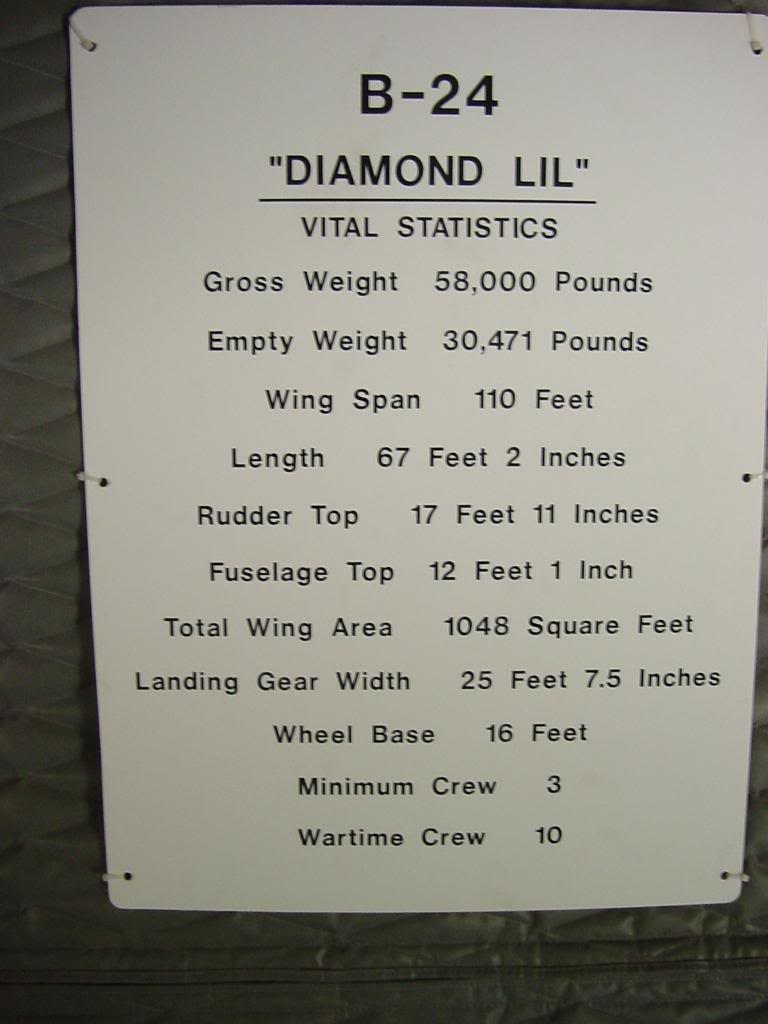 B-24
"DIAMOND LIL"
VITAL STATISTICS
Gross Weight 58,000 Pounds
Empty Weight 30,471 Pounds
Wing Span 110 Feet
Length 67 Feet 2 Inches
Rudder Top 17 Feet 11 Inches
Fuselage Top 12 Feet 1 Inch
Total Wing Area 1048 Square Feet
Landing Gear Width 25 Feet 7.5 Inches
Wheel Base 16 Feet
Minimum Crew 3
Wartime Crew 10